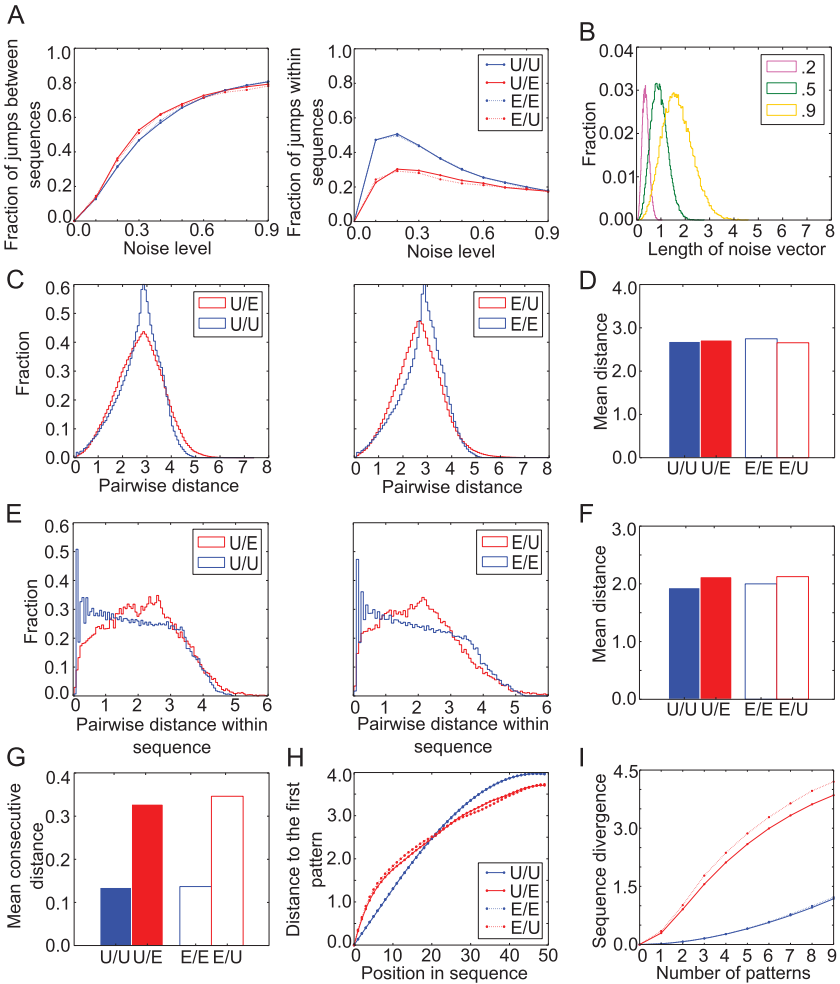 A
Fraction of jumps between
sequences
1.0
0.8
0.6
0.4
0.2
0.0
0.0
0.3
0.6
0.9
Noise level
Fraction of jumps within
sequences
1.0
0.8
0.6
0.4
0.2
0.0
0.0
0.3
0.6
0.9
Noise level
U/U
U/E
E/E
E/U
B
Fraction
0.04
0.03
0.02
0.01
0.00
0 1 2 3 4 5 6 7 8
Length of noise vector
.2
.5
.9
C
Fraction
0.6
0.5
0.4
0.3
0.2
0.1
0.0
0 1 2 3 4 5 6 7 8
Pairwise distance
U/E
U/U
0 1 2 3 4 5 6 7 8
Pairwise distance
E/U
E/E
D
Mean distance
4.0
3.0
2.0
1.0
0.0
U/U U/E E/E E/U
E
Fraction
0.6
0.5
0.4
0.3
0.2
0.1
0.0
0 1 2 3 4 5 6
Pairwise distance within
sequence
U/E
U/U
0 1 2 3 4 5 6
Pairwise distance within
sequence
E/U
E/E
F
Mean distance
3.0
2.0
1.0
0.0
U/U U/E E/E E/U
G
Mean consecutive
distance
0.4
0.3
0.2
0.1
0.0
U/U U/E E/E E/U
H
Distance to the first
pattern
4.0
3.0
2.0
1.0
0.0
0 10 20 30 40 50
Position in sequence
U/U
U/E
E/E
E/U
I
Sequence divergence
4.5
3.0
1.5
0.0
0 1 2 3 4 5 6 7 8 9
Number of patterns